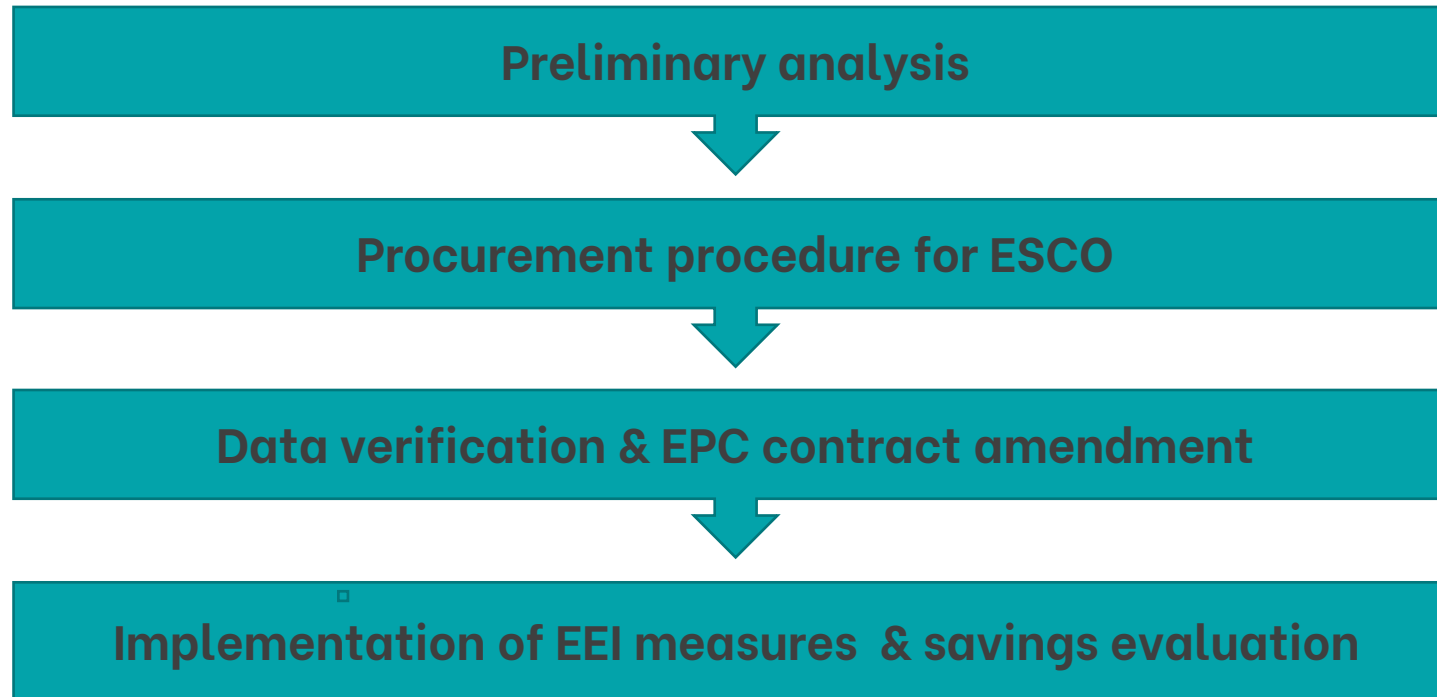 Preliminary analysis
Procurement procedure for ESCO
Data verification & EPC contract amendment
Implementation of EEI measures & savings evaluation